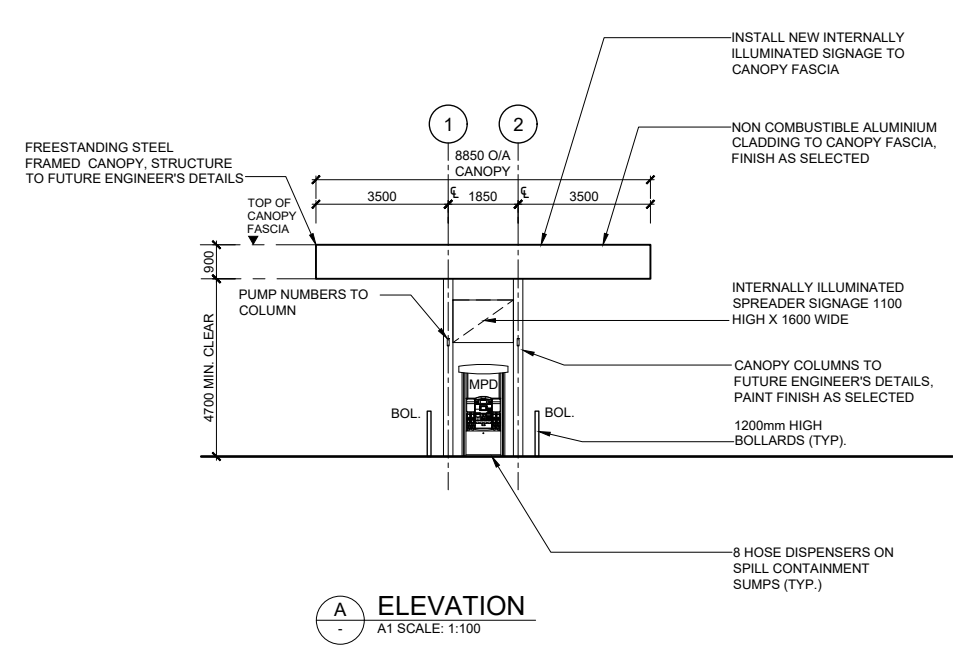 INSTALL NEW INTERNALLY
ILLUMINATED SIGNAGE TO
CANOPY FASCIA
1
2
NON COMBUSTIBLE ALUMINIUM
CLADDING TO CANOPY FASCIA,
FINISH AS SELECTED
FREESTANDING STEEL
FRAMED CANOPY, STRUCTURE
TO FUTURE ENGINEER'S DETAILS
8850 O/A
CANOPY
3500
℄ 1850
℄ 3500
TOP OF
CANOPY
FASCIA
900
PUMP NUMBERS TO
COLUMN
INTERNALLY ILLUMINATED
SPREADER SIGNAGE 1100
HIGH X 1600 WIDE
4700 MIN. CLEAR
MPD
CANOPY COLUMNS TO
FUTURE ENGINEER'S DETAILS,
PAINT FINISH AS SELECTED
BOL.
BOL.
1200mm HIGH
BOLLARDS (TYP).
8 HOSE DISPENSERS ON
SPILL CONTAINMENT
SUMPS (TYP.)
A
-
ELEVATION
A1 SCALE: 1:100